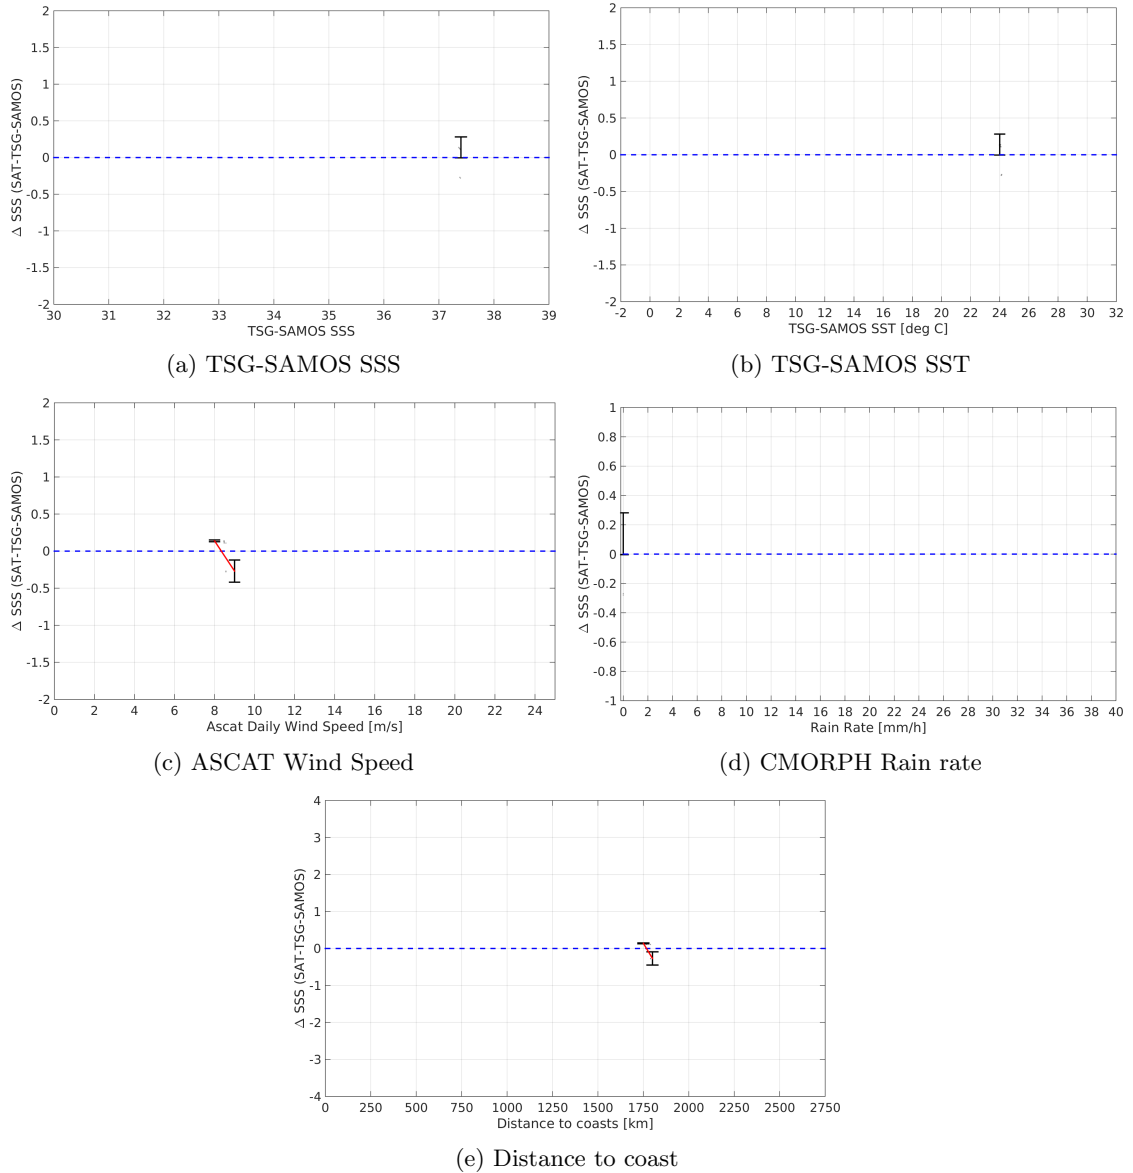 2
1.5
1
0.5
0
-0.5
-1
-1.5
-2
Δ SSS (SAT-TSG-SAMOS)
30 31 32 33 34 35 36 37 38 39
TSG-SAMOS SSS
(a) TSG-SAMOS SSS
2
1.5
1
0.5
0
-0.5
-1
-1.5
-2
Δ SSS (SAT-TSG-SAMOS)
-2 0 2 4 6 8 10 12 14 16 18 20 22 24 26 28 30 32
TSG-SAMOS SST [deg C]
(b) TSG-SAMOS SST
2
1.5
1
0.5
0
-0.5
-1
-1.5
-2
Δ SSS (SAT-TSG-SAMOS)
0 2 4 6 8 10 12 14 16 18 20 22 24
Ascat Daily Wind Speed [m/s]
(c) ASCAT Wind Speed
1
0.8
0.6
0.4
0.2
0
-0.2
-0.4
-0.6
-0.8
-1
Δ SSS (SAT-TSG-SAMOS)
0 2 4 6 8 10 12 14 16 18 20 22 24 26 28 30 32 34 36 38 40
Rain Rate [mm/h]
(d) CMORPH Rain rate
4
3
2
1
0
-1
-2
-3
-4
Δ SSS (SAT-TSG-SAMOS)
0 250 500 750 1000 1250 1500 1750 2000 2250 2500 2750
Distance to coasts [km]
(e) Distance to coast